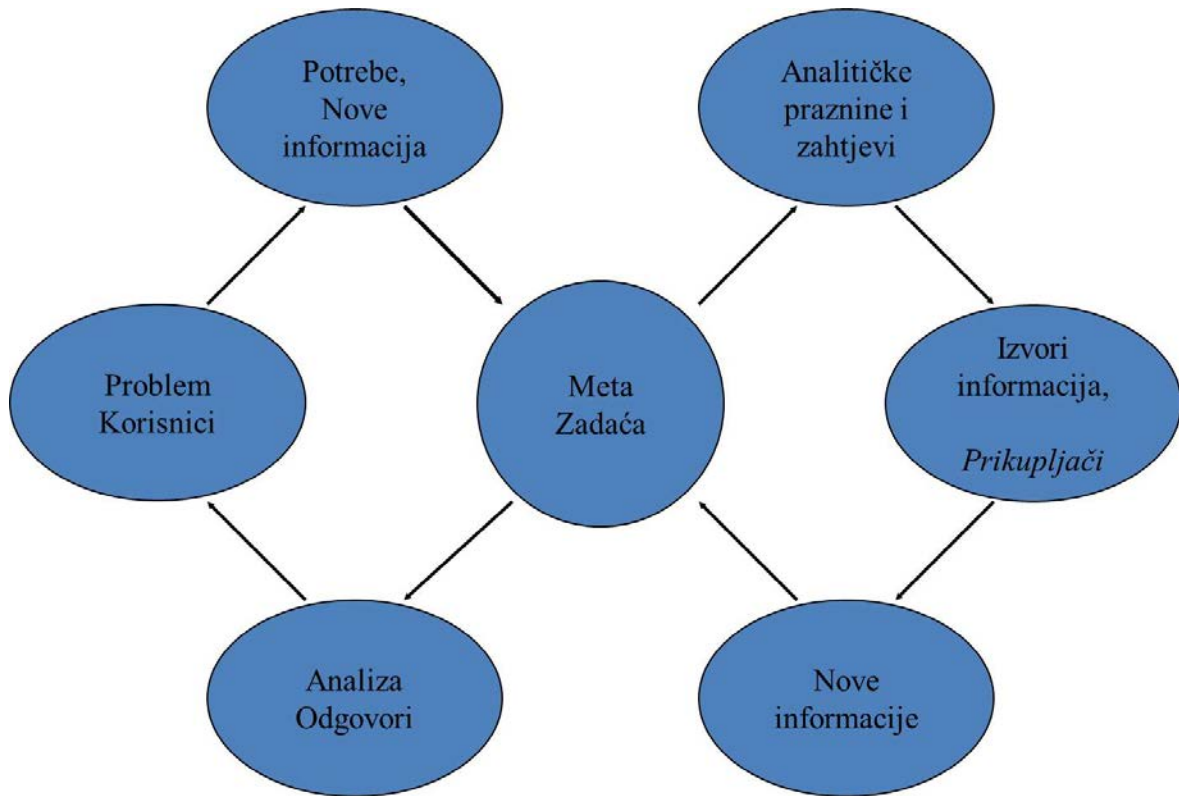 Potrebe,
Nove
informacija
Analitičke
praznine i
zahtjevi
Problem
Korisnici
Meta
Zadaća
Izvori
informacija,
Prikupljači
Analiza
Odgovori
Nove
informacije